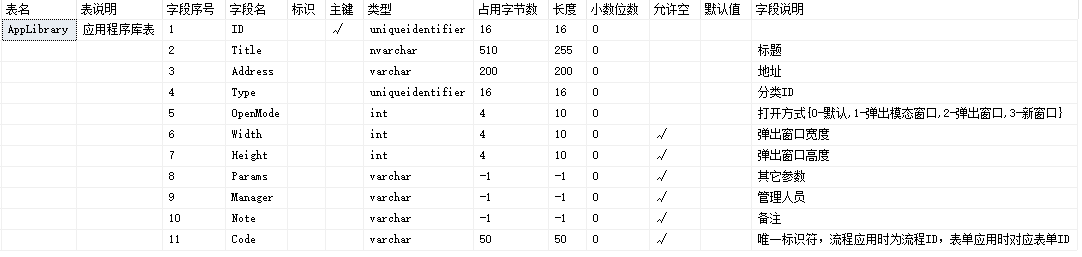 表名 表说明 字段序号 字段名 标识 主键 类型 占用字节数 长度 小数位数 允许空 默认值 字段说明
AppLibrary 应用程序库表 1 ID √ uniqueidentifier 16 16 0
2 Title nvarchar 510 255 0 标题
3 Address varchar 200 200 0 地址
4 Type uniqueidentifier 16 16 0 分类ID
5 OpenMode int 4 10 0 打开方式{0-默认,1-弹出模态窗口,2-弹出窗口,3-新窗口}
6 Width int 4 10 0 √ 弹出窗口宽度
7 Height int 4 10 0 √ 弹出窗口高度
8 Params varchar -1 -1 0 √ 其它参数
9 Manager varchar -1 -1 0 √ 管理人员
10 Note varchar -1 -1 0 √ 备注
11 Code varchar 50 50 0 √ 唯一标识符，流程应用时为流程ID，表单应用时对应表单ID